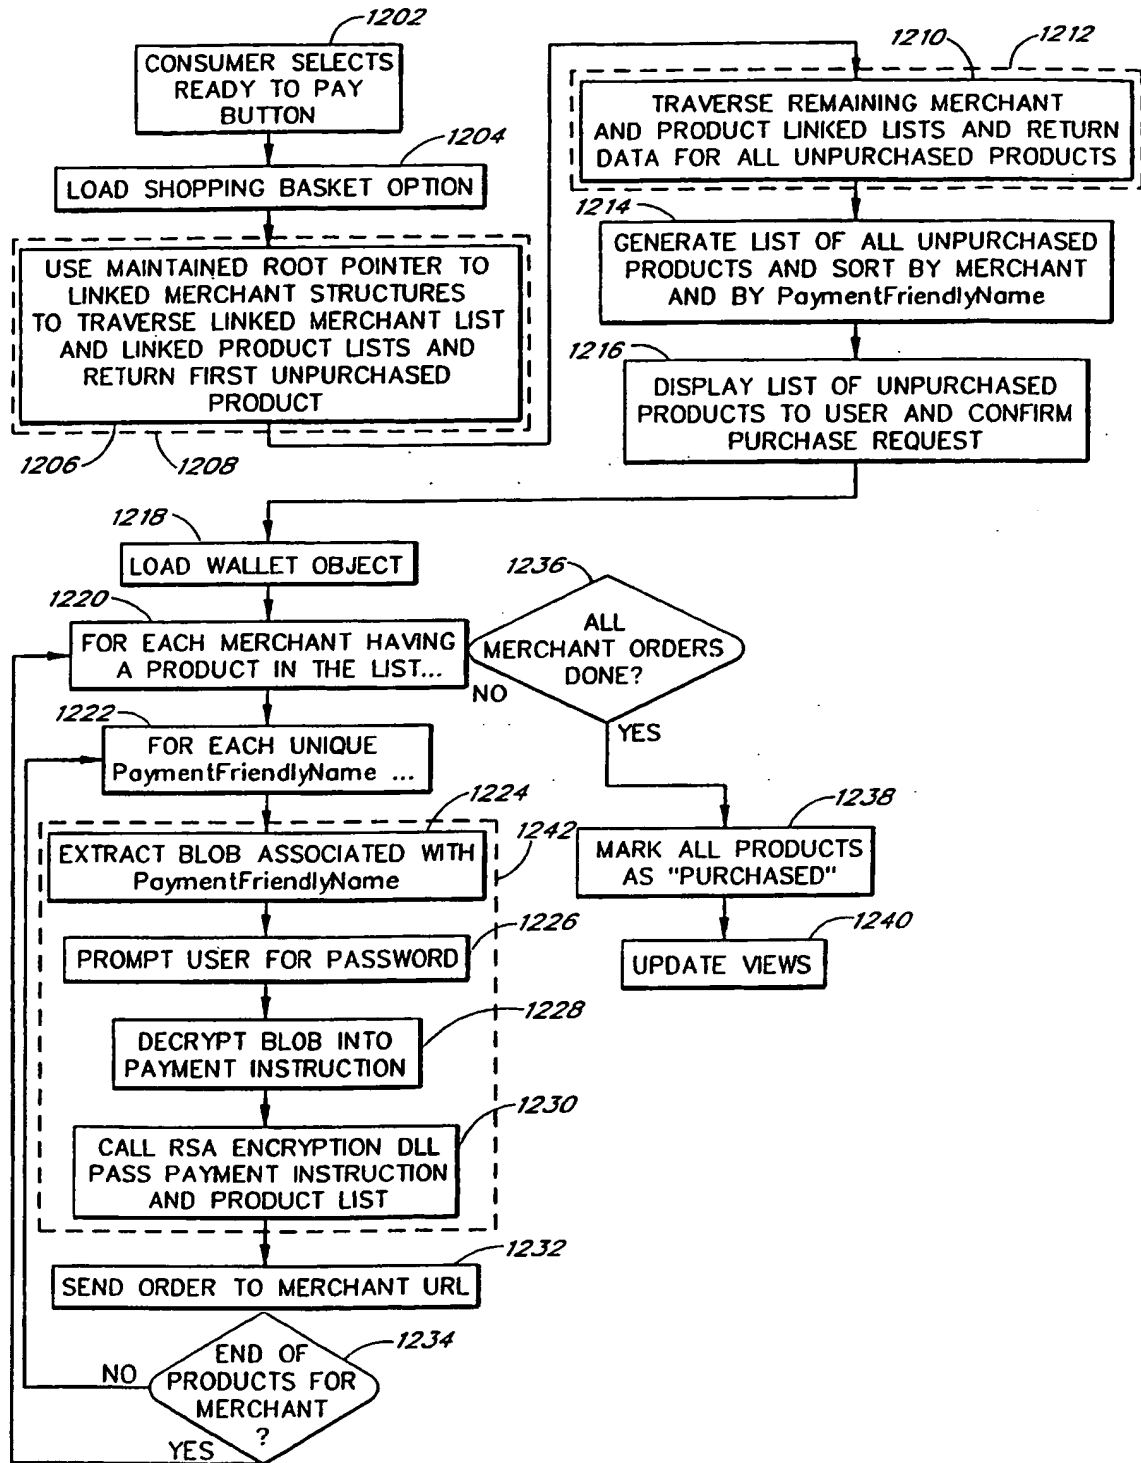 1202
CONSUMER SELECTS
READY TO PAY
BUTTON
1204
LOAD SHOPPING BASKET OPTION
USE MAINTAINED ROOT POINTER TO
LINKED MERCHANT STRUCTURES
TO TRAVERSE LINKED MERCHANT LIST
AND LINKED PRODUCT LISTS AND
RETURN FIRST UNPURCHASED
PRODUCT
1206
1208
1210
1212
TRAVERSE REMAINING MERCHANT
AND PRODUCT LINKED LISTS AND RETURN
DATA FOR ALL UNPURCHASED PRODUCTS
1214
GENERATE LIST OF ALL UNPURCHASED
PRODUCTS AND SORT BY MERCHANT
AND BY PaymentFriendlyName
1216
DISPLAY LIST OF UNPURCHASED
PRODUCTS TO USER AND CONFIRM
PURCHASE REQUEST
1218
LOAD WALLET OBJECT
1220
FOR EACH MERCHANT HAVING
A PRODUCT IN THE LIST...
1222
FOR EACH UNIQUE
PaymentFriendlyName ...
1224
1242
EXTRACT BLOB ASSOCIATED WITH
PaymentFriendlyName
1226
PROMPT USER FOR PASSWORD
1228
DECRYPT BLOB INTO
PAYMENT INSTRUCTION
1230
CALL RSA ENCRYPTION DLL
PASS PAYMENT INSTRUCTION
AND PRODUCT LIST
1232
SEND ORDER TO MERCHANT URL
1234
END OF
PRODUCTS FOR
MERCHANT
?
NO
YES
1236
ALL
MERCHANT ORDERS
DONE?
NO
YES
1238
MARK ALL PRODUCTS
AS "PURCHASED"
1240
UPDATE VIEWS